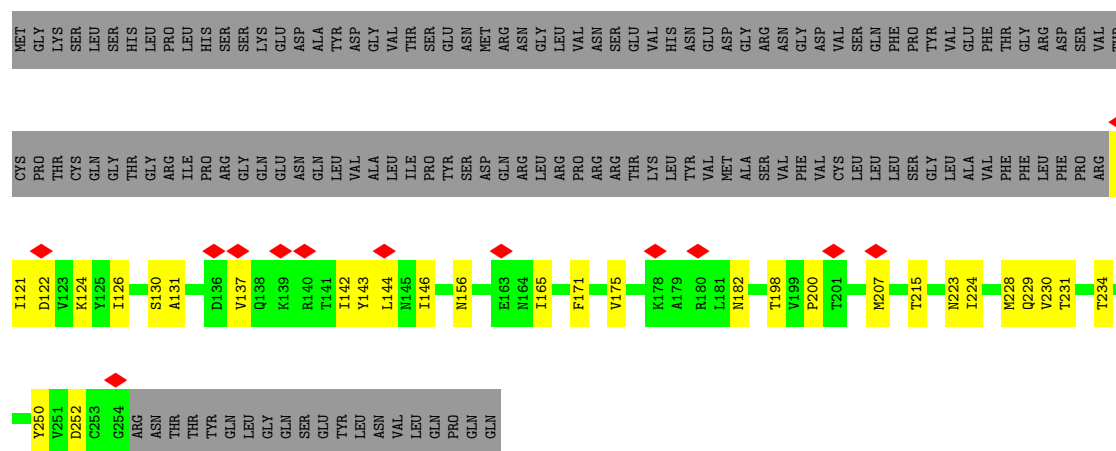 MET GLY LYS SER LEU SER HIS LEU PRO LEU HIS SER SER LYS GLU ASP ALA TYR ASP GLY VAL THR SER GLU ASN MET ARG ASN GLY LEU VAL ASN SER GLU VAL HIS ASN GLU ASP GLY ARG ASN GLY ASP VAL SER GLN PHE PRO TYR VAL GLU PHE THR GLY ARG ASP SER VAL
CYS PRO THR CYS GLN GLY THR GLY ARG ILE PRO ARG GLY GLN GLU ASN GLN LEU VAL ALA LEU ILE PRO TYR SER ASP GLN ARG LEU ARG PRO ARG ARG THR LYS LEU TYR VAL MET ALA SER VAL PHE VAL CYS LEU LEU LEU SER GLY LEU ALA VAL PHE PHE LEU PHE PRO ARG
I121 D122 V123 K124 Y125 I126 S130 A131 D136 V137 Q138 K139 R140 T141 I142 Y143 L144 N145 I146 N156 E163 N164 I165 F171 V175 K178 A179 R180 L181 N182 T198 V199 P200 T201 M207 T215 N223 I224 M228 Q229 V230 T231 T234
Y250 V251 D252 C253 G254 ARG ASN THR THR TYR GLN LEU GLY GLN SER GLU TYR LEU ASN VAL LEU GLN PRO GLN GLN